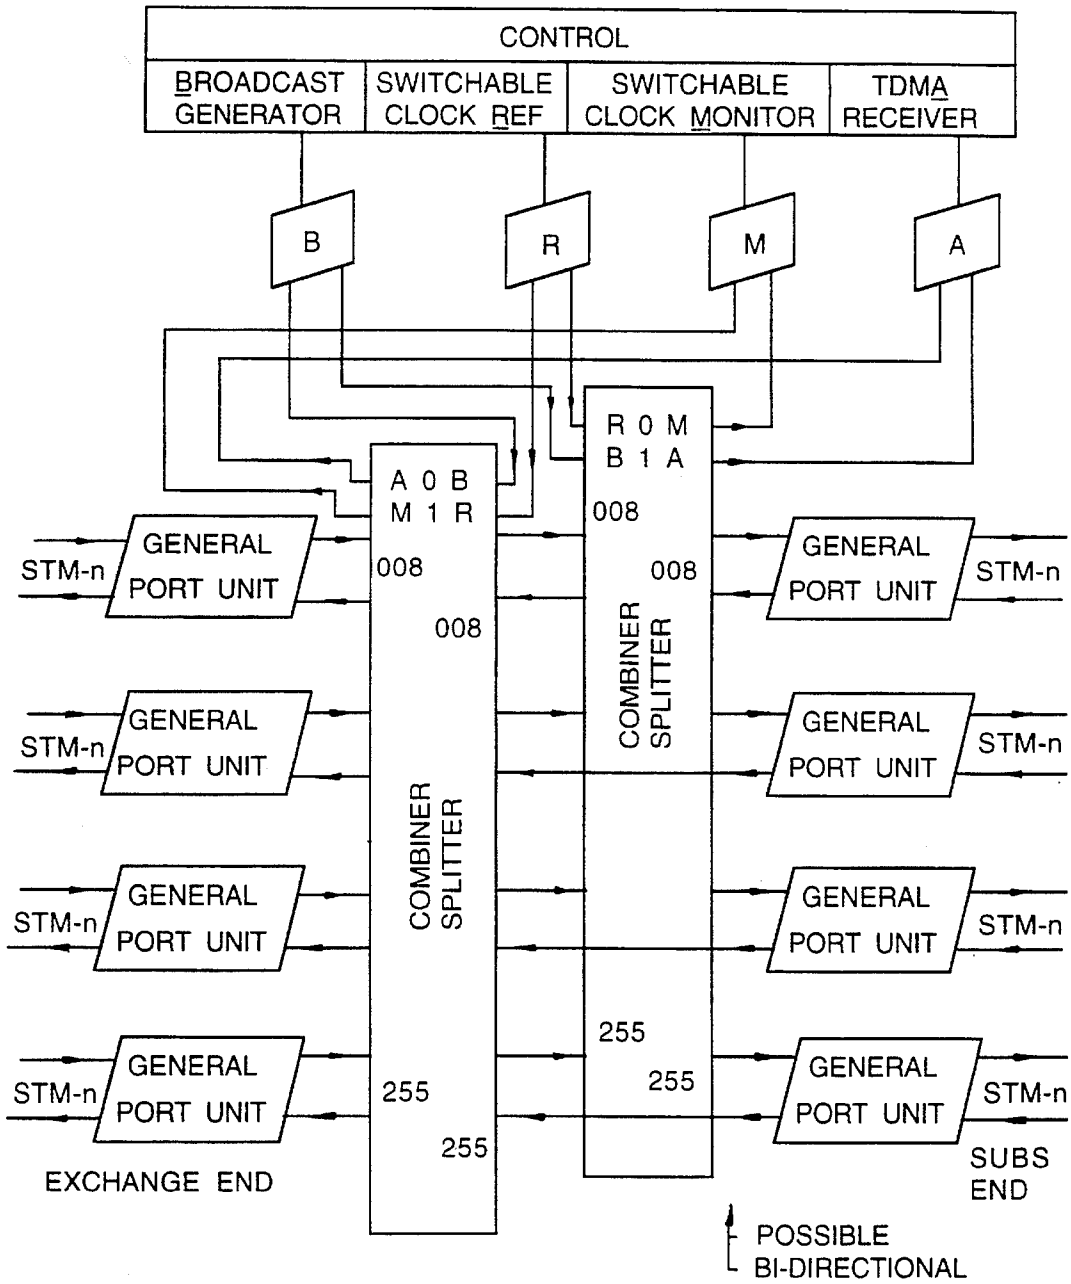 CONTROL
BROADCAST GENERATOR
SWITCHABLE CLOCK REF
SWITCHABLE CLOCK MONITOR
TDMA RECEIVER
B
R
M
A
R 0 M
B 1 A
A 0 B
M 1 R
008
008
008
008
GENERAL PORT UNIT
STM-n
GENERAL PORT UNIT
STM-n
COMBINER SPLITTER
COMBINER SPLITTER
GENERAL PORT UNIT
STM-n
GENERAL PORT UNIT
STM-n
GENERAL PORT UNIT
STM-n
GENERAL PORT UNIT
STM-n
255
255
255
255
GENERAL PORT UNIT
STM-n
GENERAL PORT UNIT
STM-n
EXCHANGE END
SUBS END
POSSIBLE
BI-DIRECTIONAL